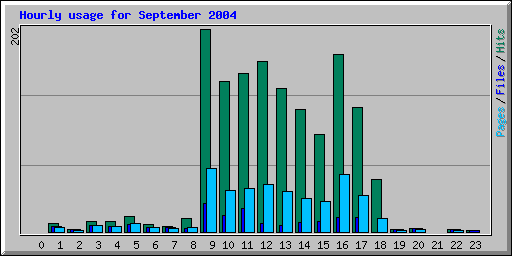 Hourly usage for September 2004
202
Pages / Files / Hits
0 1 2 3 4 5 6 7 8 9 10 11 12 13 14 15 16 17 18 19 20 21 22 23